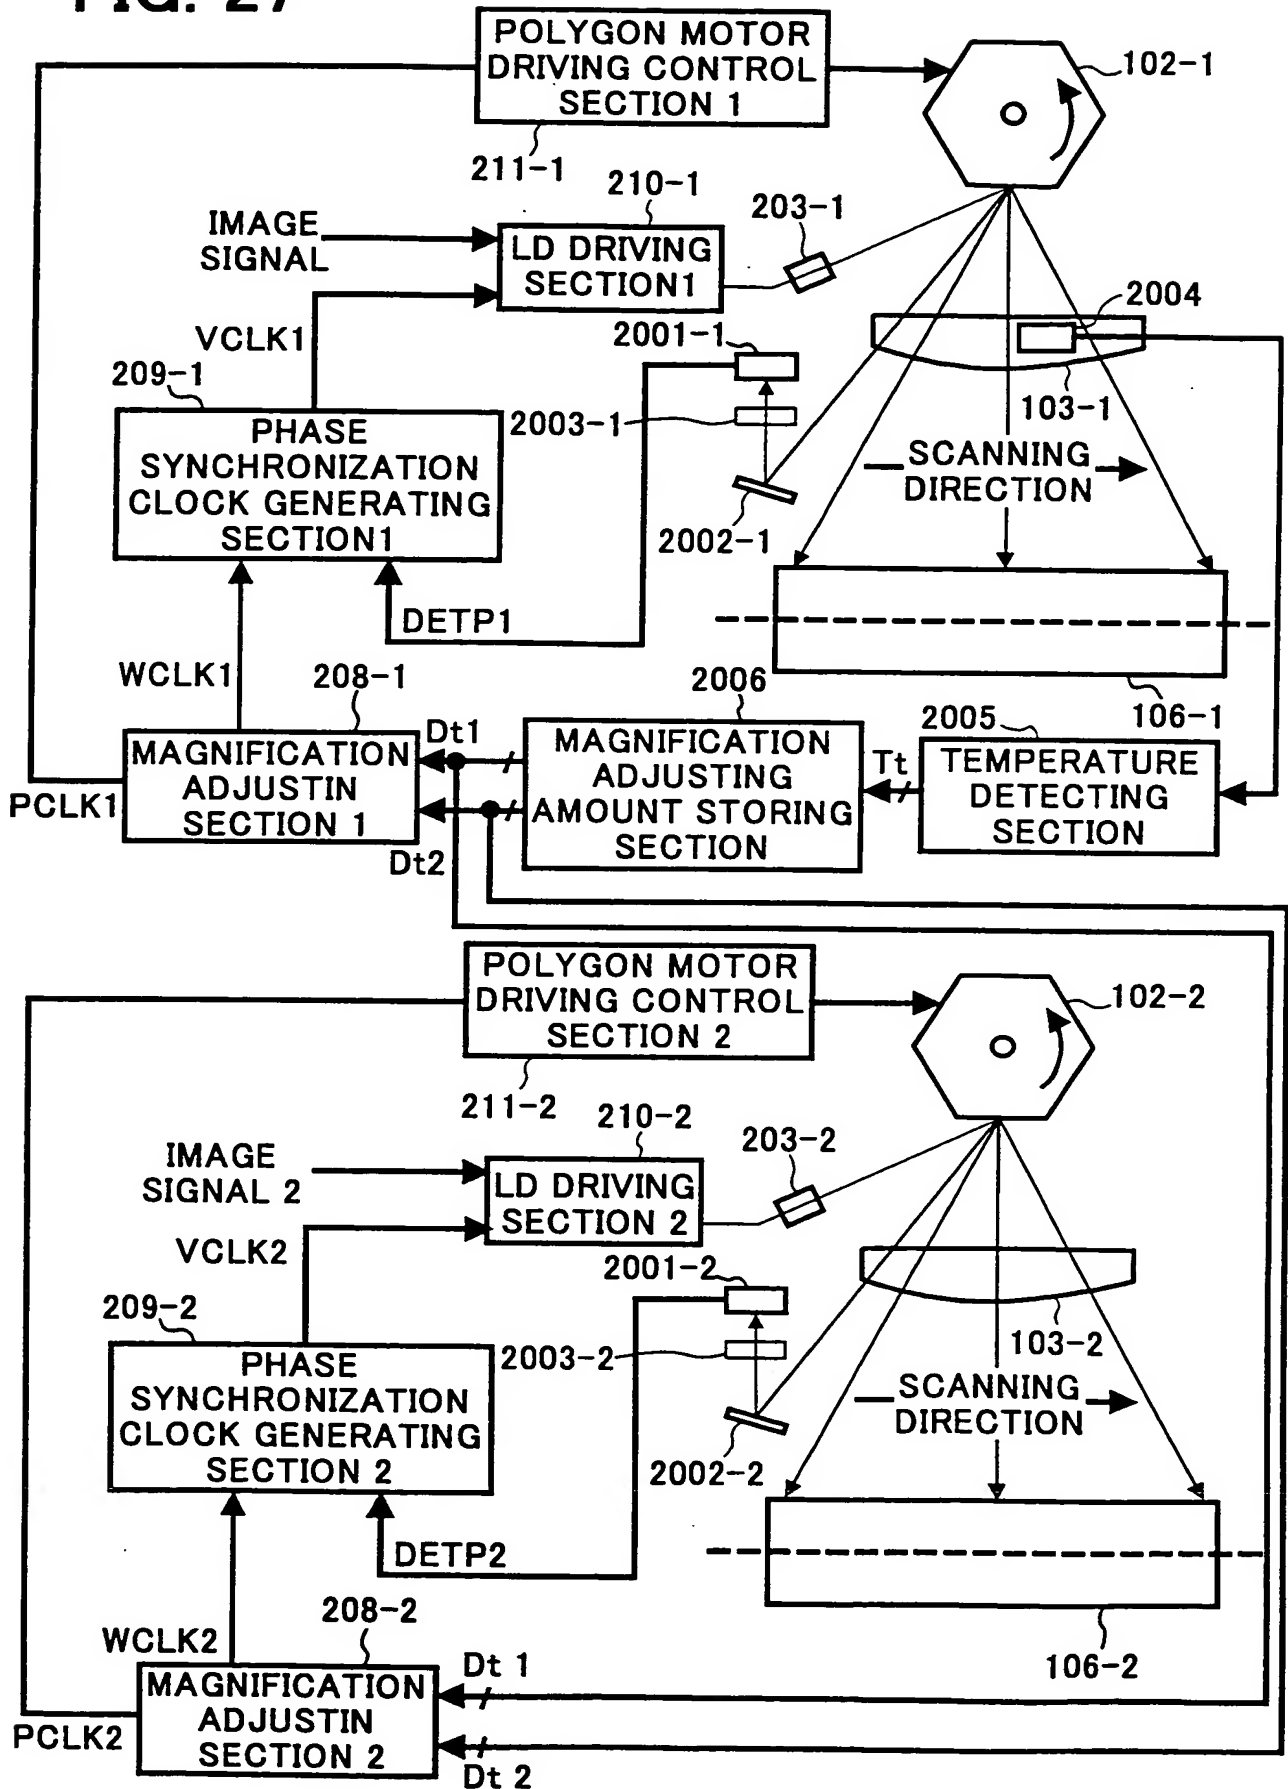 FIG. 27
POLYGON MOTOR
DRIVING CONTROL
SECTION 1
102-1
211-1
210-1
203-1
IMAGE
SIGNAL
LD DRIVING
SECTION1
2004
VCLK1
2001-1
209-1
2003-1
103-1
PHASE
SYNCHRONIZATION
CLOCK GENERATING
SECTION1
SCANNING
DIRECTION
2002-1
DETP1
WCLK1
208-1
2006
106-1
2005
Dt1
MAGNIFICATION
ADJUSTIN
SECTION 1
MAGNIFICATION
ADJUSTING
AMOUNT STORING
SECTION
Tt
TEMPERATURE
DETECTING
SECTION
PCLK1
Dt2
POLYGON MOTOR
DRIVING CONTROL
SECTION 2
102-2
211-2
210-2
203-2
IMAGE
SIGNAL 2
LD DRIVING
SECTION 2
VCLK2
2001-2
209-2
2003-2
103-2
PHASE
SYNCHRONIZATION
CLOCK GENERATING
SECTION 2
SCANNING
DIRECTION
2002-2
DETP2
WCLK2
208-2
106-2
Dt 1
MAGNIFICATION
ADJUSTIN
SECTION 2
PCLK2
Dt 2